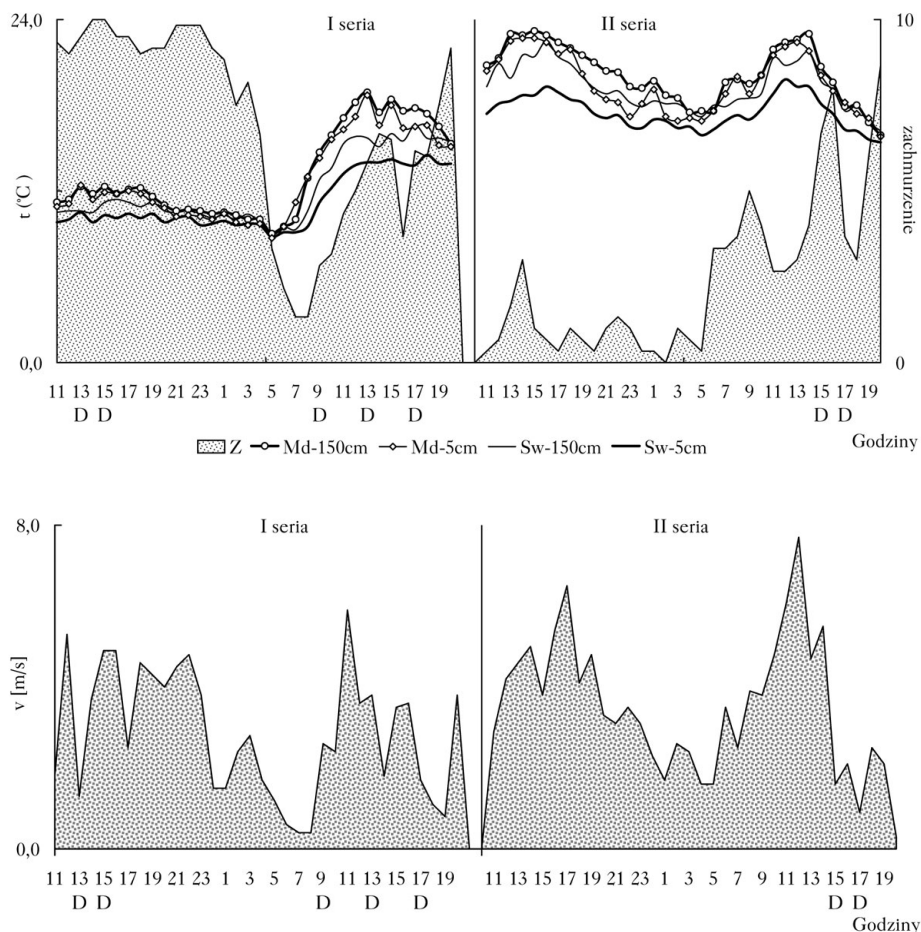 24,0 I seria II seria 10
t (°C)
zachmurzenie
0,0 0
11 13 15 17 19 21 23 1 3 5 7 9 11 13 15 17 19 11 13 15 17 19 21 23 1 3 5 7 9 11 13 15 17 19
D D D D D D D
Godziny
Z Md-150cm Md-5cm Sw-150cm Sw-5cm
8,0 I seria II seria
v [m/s]
0,0
11 13 15 17 19 21 23 1 3 5 7 9 11 13 15 17 19 11 13 15 17 19 21 23 1 3 5 7 9 11 13 15 17 19
D D D D D D D
Godziny